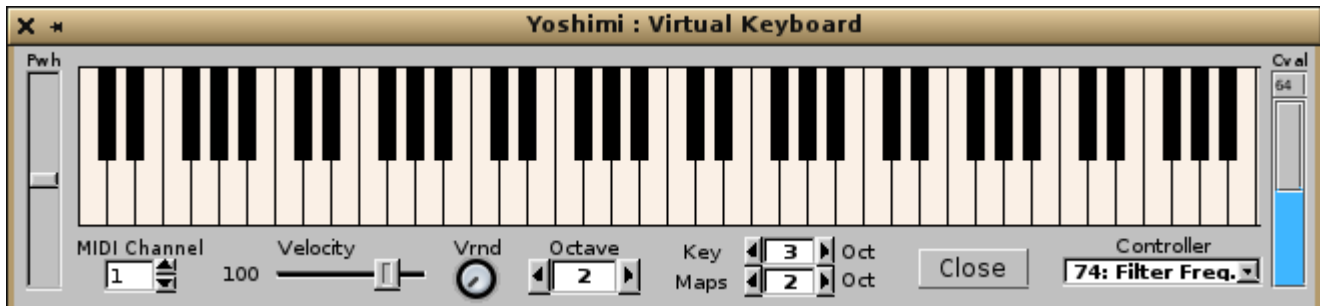 Yoshimi : Virtual Keyboard
Pwh
Cval
64
MIDI Channel
1
Velocity
100
Vrnd
Octave
2
Key 3 Oct
Maps 2 Oct
Close
Controller
74: Filter Freq.